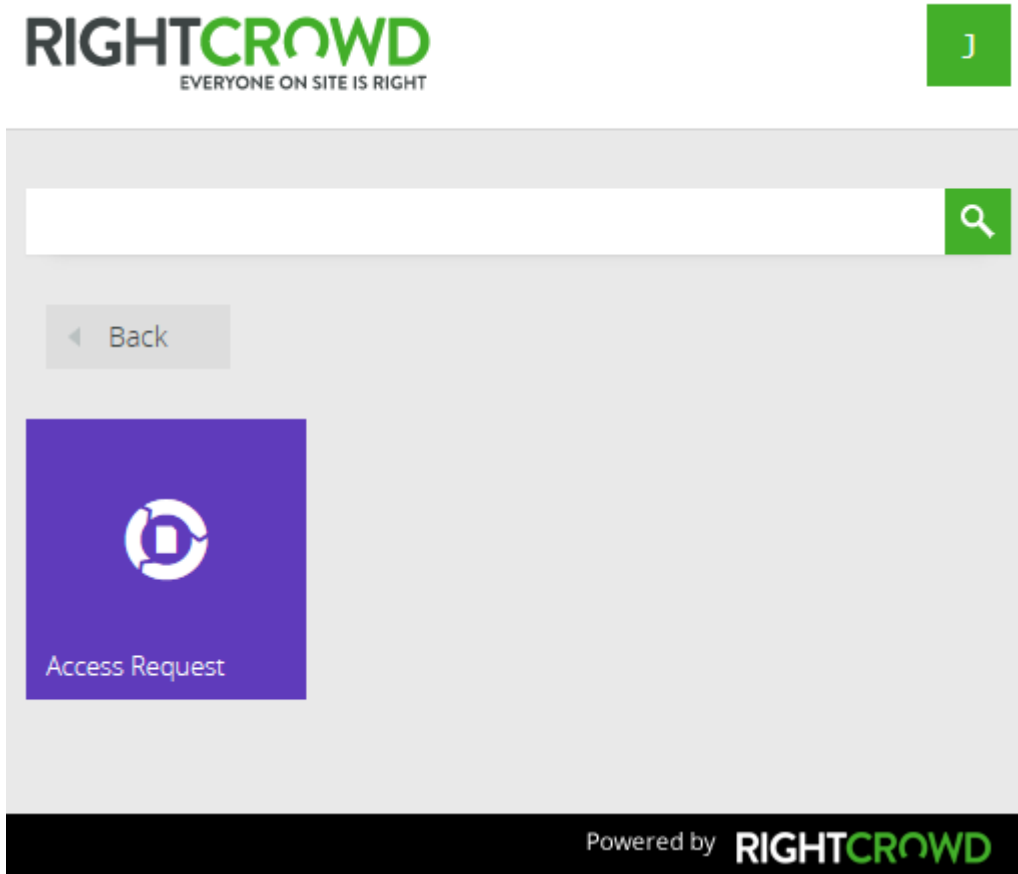 RIGHTCROWD
EVERYONE ON SITE IS RIGHT
J
Back
Access Request
Powered by RIGHTCROWD